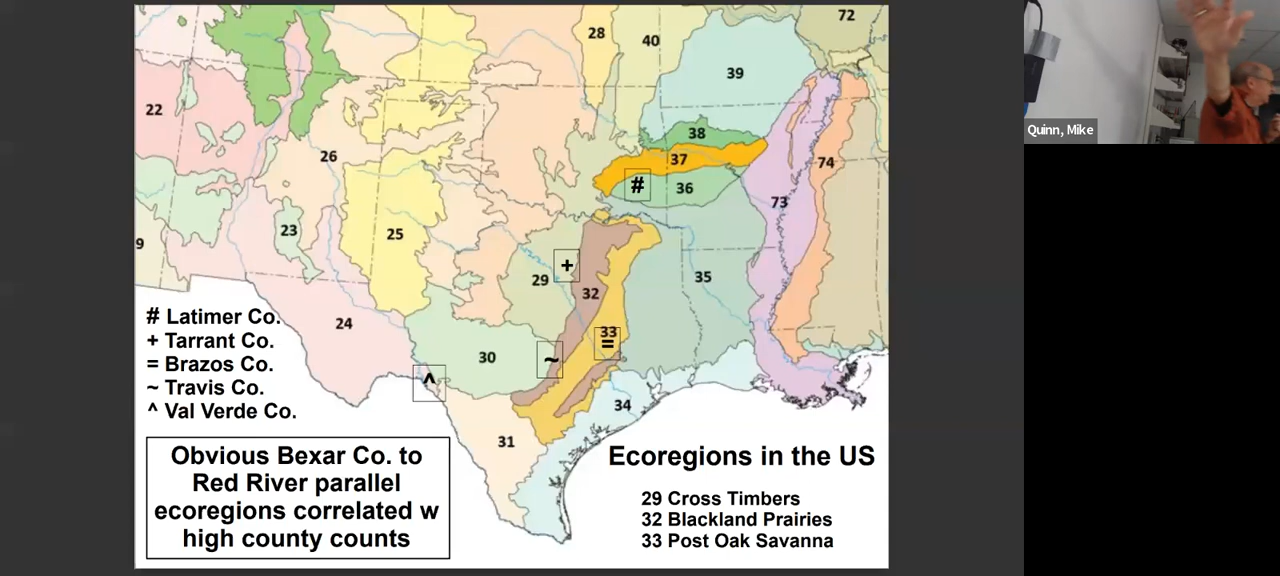 28
40
72
39
22
38
26
37
74
#
36
73
9
23
25
35
+
29
32
# Latimer Co.
24
33
+ Tarrant Co.
=
= Brazos Co.
30
~
~ Travis Co.
^
^ Val Verde Co.
34
31
Obvious Bexar Co. to
Red River parallel
ecoregions correlated w
high county counts
Ecoregions in the US
29 Cross Timbers
32 Blackland Prairies
33 Post Oak Savanna
Quinn, Mike